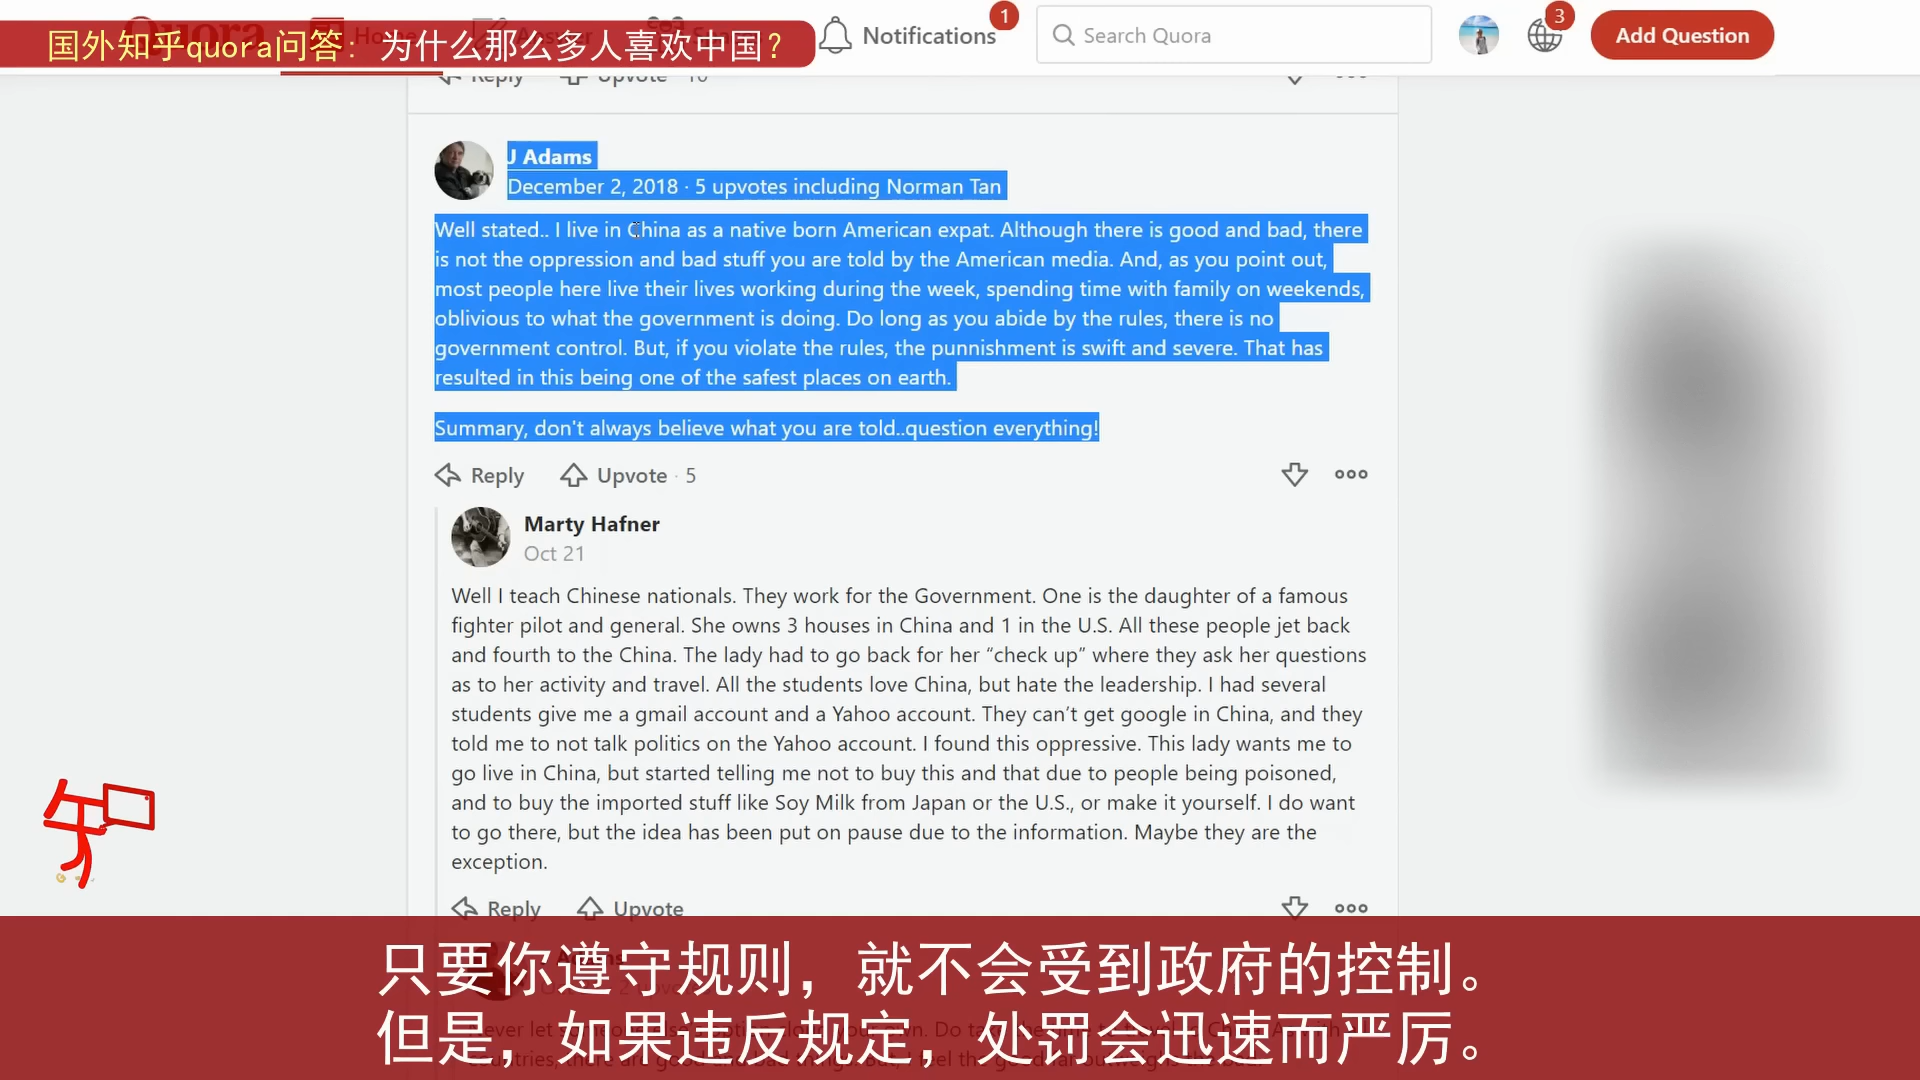 国外知乎quora问答：为什么那么多人喜欢中国？
Notifications
1
Search Quora
3
Add Question
Reply Upvote · 10
J Adams
December 2, 2018 · 5 upvotes including Norman Tan
Well stated.. I live in China as a native born American expat. Although there is good and bad, there
is not the oppression and bad stuff you are told by the American media. And, as you point out,
most people here live their lives working during the week, spending time with family on weekends,
oblivious to what the government is doing. Do long as you abide by the rules, there is no
government control. But, if you violate the rules, the punnishment is swift and severe. That has
resulted in this being one of the safest places on earth.
Summary, don't always believe what you are told..question everything!
Reply Upvote · 5
Marty Hafner
Oct 21
Well I teach Chinese nationals. They work for the Government. One is the daughter of a famous
fighter pilot and general. She owns 3 houses in China and 1 in the U.S. All these people jet back
and fourth to the China. The lady had to go back for her “check up” where they ask her questions
as to her activity and travel. All the students love China, but hate the leadership. I had several
students give me a gmail account and a Yahoo account. They can’t get google in China, and they
told me to not talk politics on the Yahoo account. I found this oppressive. This lady wants me to
go live in China, but started telling me not to buy this and that due to people being poisoned,
and to buy the imported stuff like Soy Milk from Japan or the U.S., or make it yourself. I do want
to go there, but the idea has been put on pause due to the information. Maybe they are the
exception.
Reply Upvote
只要你遵守规则，就不会受到政府的控制。
但是，如果违反规定，处罚会迅速而严厉。